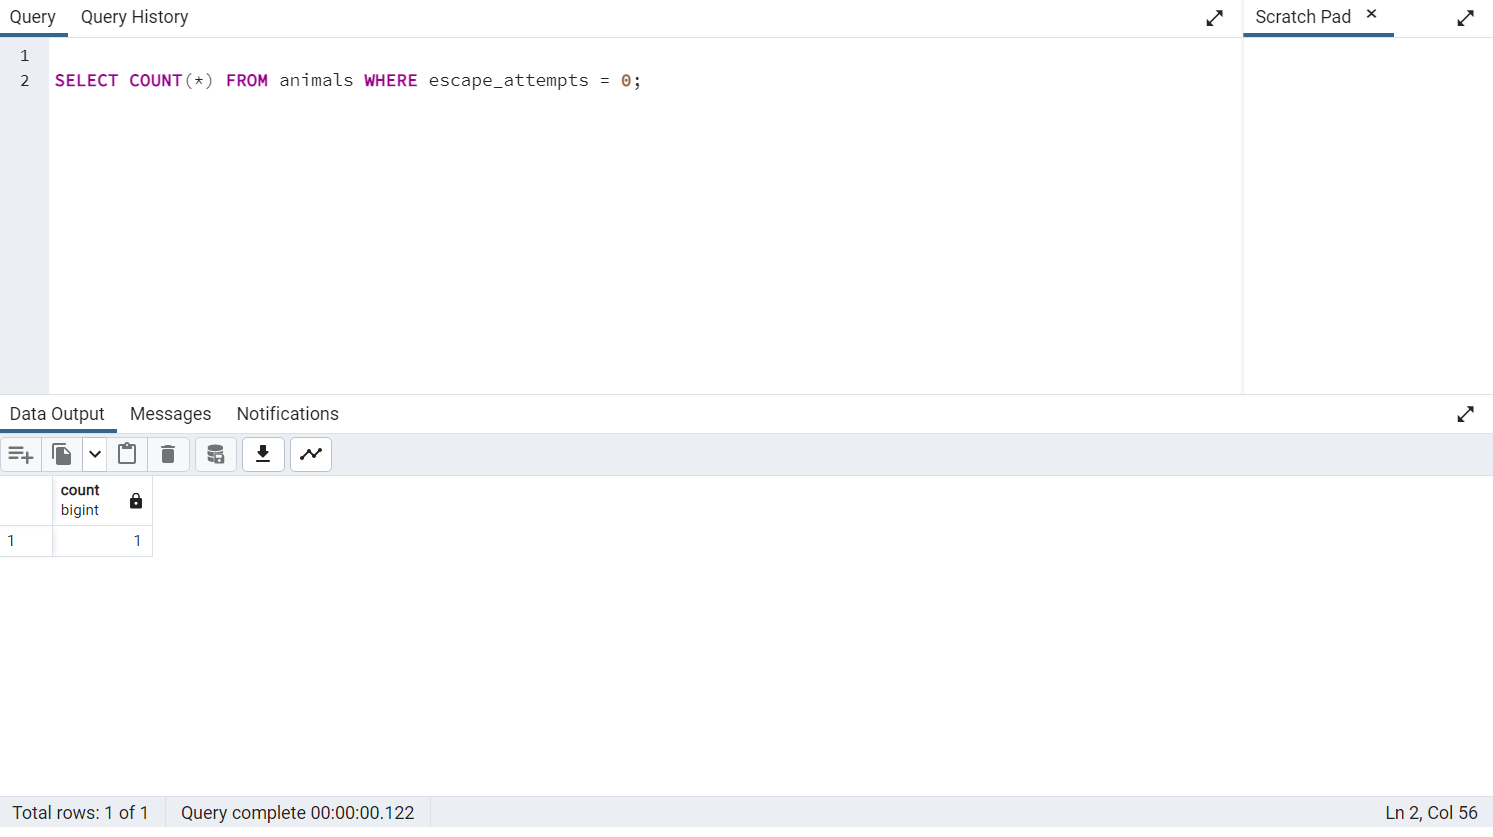 Query Query History Scratch Pad ×
1
2 SELECT COUNT(*) FROM animals WHERE escape_attempts = 0;
Data Output Messages Notifications
count
bigint
1 1
Total rows: 1 of 1 Query complete 00:00:00.122 Ln 2, Col 56